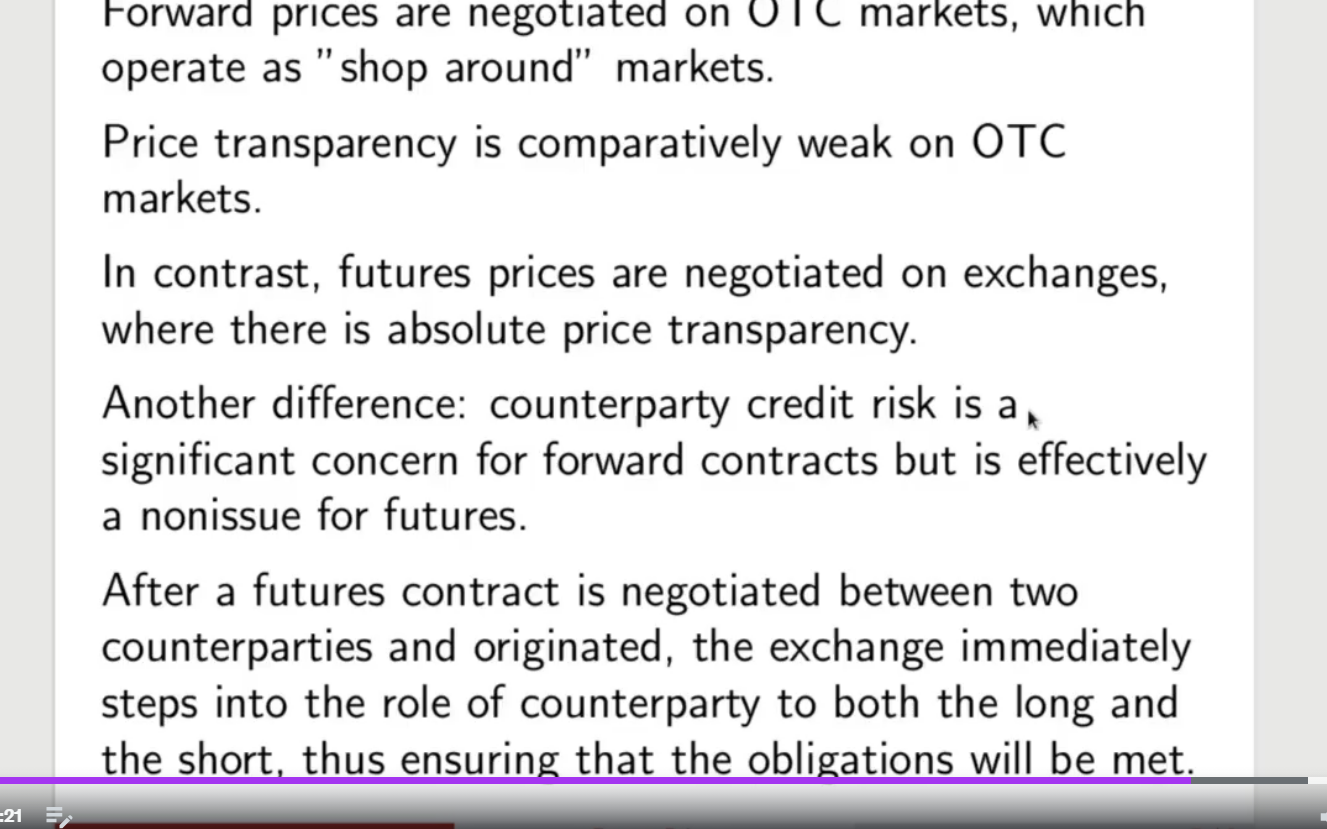 Forward prices are negotiated on OTC markets, which
operate as "shop around" markets.
Price transparency is comparatively weak on OTC
markets.
In contrast, futures prices are negotiated on exchanges,
where there is absolute price transparency.
Another difference: counterparty credit risk is a
significant concern for forward contracts but is effectively
a nonissue for futures.
After a futures contract is negotiated between two
counterparties and originated, the exchange immediately
steps into the role of counterparty to both the long and
the short, thus ensuring that the obligations will be met.
:21